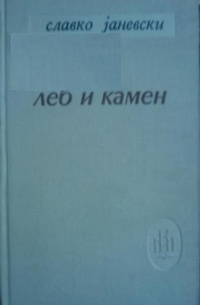 славко јаневски
леб и камен